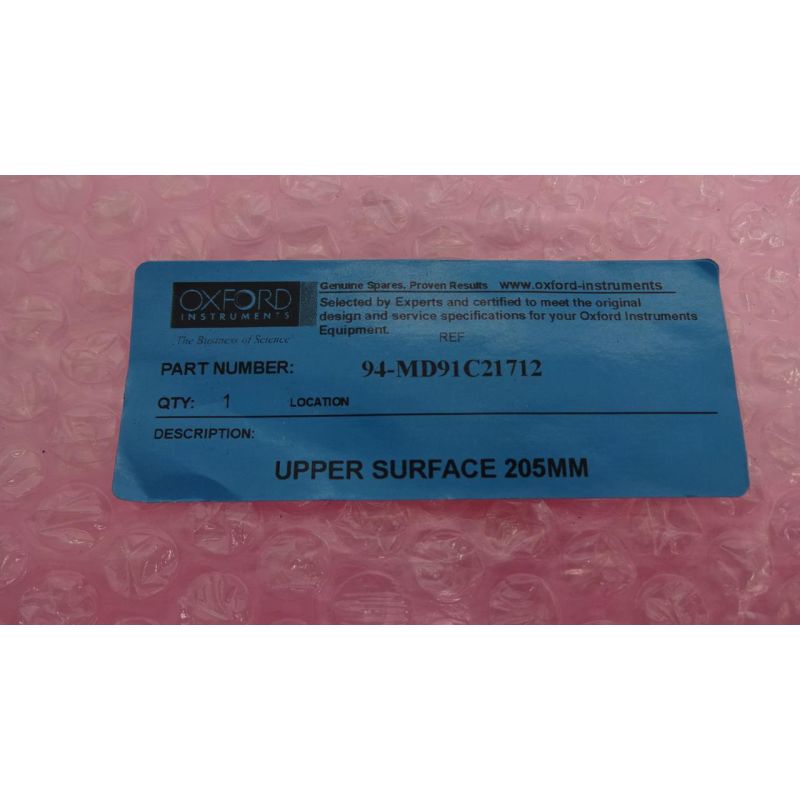 OXFORD
INSTRUMENTS
The Business of Science
Genuine Spares, Proven Results www.oxford-instruments
Selected by Experts and certified to meet the original
design and service specifications for your Oxford Instruments
Equipment.
REF
PART NUMBER: 94-MD91C21712
QTY: 1 LOCATION
DESCRIPTION:
UPPER SURFACE 205MM